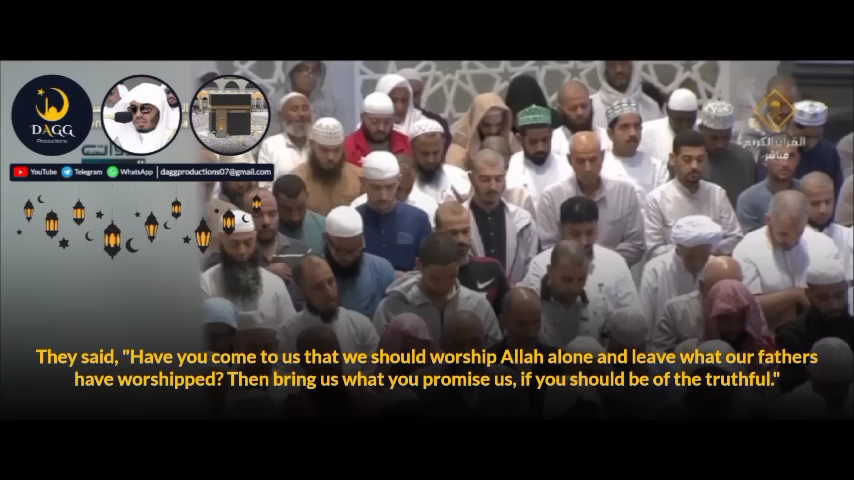 DAGG
Productions
YouTube Telegram WhatsApp | daggproductions07@gmail.com
القرآن الكريم
مباشر
They said, "Have you come to us that we should worship Allah alone and leave what our fathers
have worshipped? Then bring us what you promise us, if you should be of the truthful."